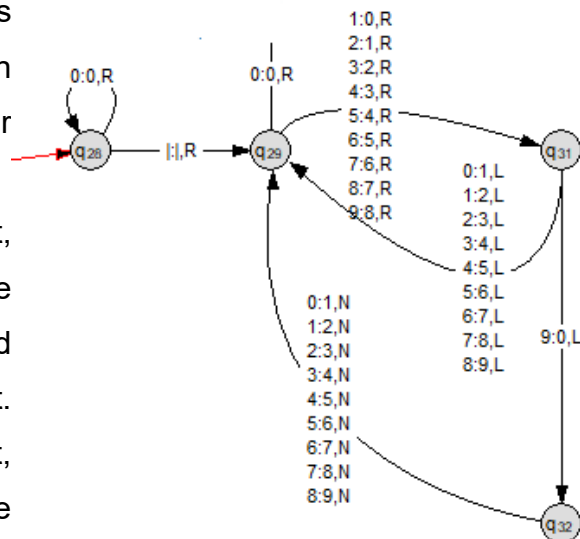 s
n
r
t,
e
d
t.
t,
e
0:0,R
q28
|:|,R
0:0,R
q29
1:0,R
2:1,R
3:2,R
4:3,R
5:4,R
6:5,R
7:6,R
8:7,R
9:8,R
q31
0:1,L
1:2,L
2:3,L
3:4,L
4:5,L
5:6,L
6:7,L
7:8,L
8:9,L
9:0,L
0:1,N
1:2,N
2:3,N
3:4,N
4:5,N
5:6,N
6:7,N
7:8,N
8:9,N
q32